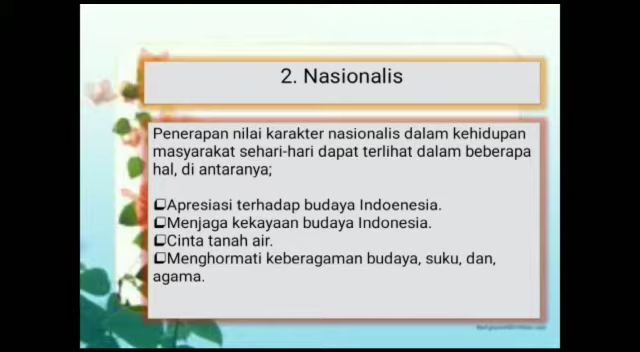 2. Nasionalis
Penerapan nilai karakter nasionalis dalam kehidupan
masyarakat sehari-hari dapat terlihat dalam beberapa
hal, di antaranya;
❑Apresiasi terhadap budaya Indoenesia.
❑Menjaga kekayaan budaya Indonesia.
❑Cinta tanah air.
❑Menghormati keberagaman budaya, suku, dan,
agama.